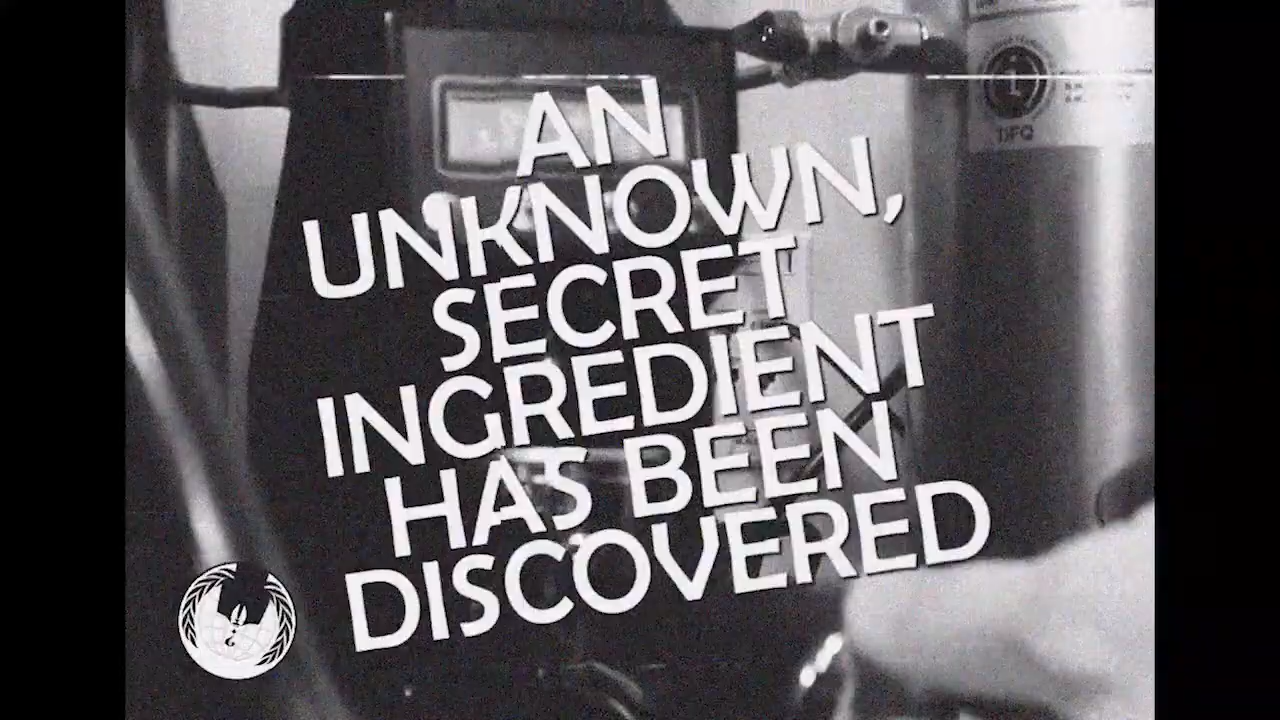 AN
UNKNOWN,
SECRET
INGREDIENT
HAS BEEN
DISCOVERED